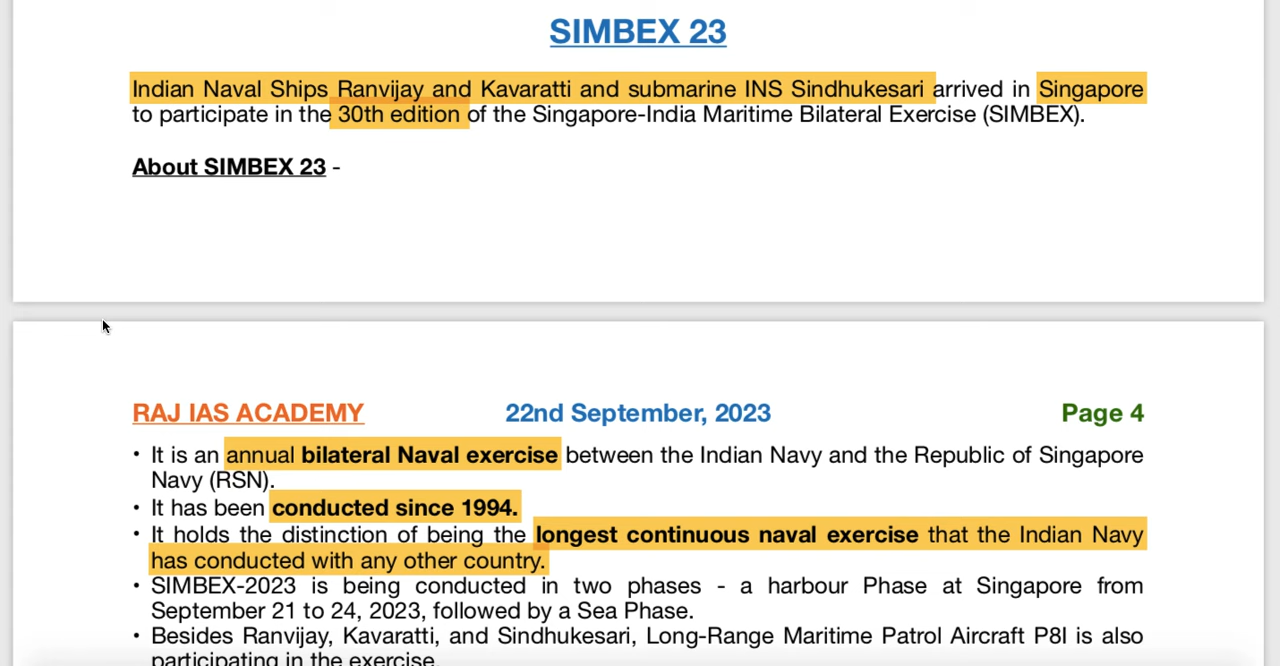 SIMBEX 23
Indian Naval Ships Ranvijay and Kavaratti and submarine INS Sindhukesari arrived in Singapore
to participate in the 30th edition of the Singapore-India Maritime Bilateral Exercise (SIMBEX).
About SIMBEX 23 -
RAJ IAS ACADEMY 22nd September, 2023 Page 4
• It is an annual bilateral Naval exercise between the Indian Navy and the Republic of Singapore
Navy (RSN).
• It has been conducted since 1994.
• It holds the distinction of being the longest continuous naval exercise that the Indian Navy
has conducted with any other country.
• SIMBEX-2023 is being conducted in two phases - a harbour Phase at Singapore from
September 21 to 24, 2023, followed by a Sea Phase.
• Besides Ranvijay, Kavaratti, and Sindhukesari, Long-Range Maritime Patrol Aircraft P8I is also
participating in the exercise.